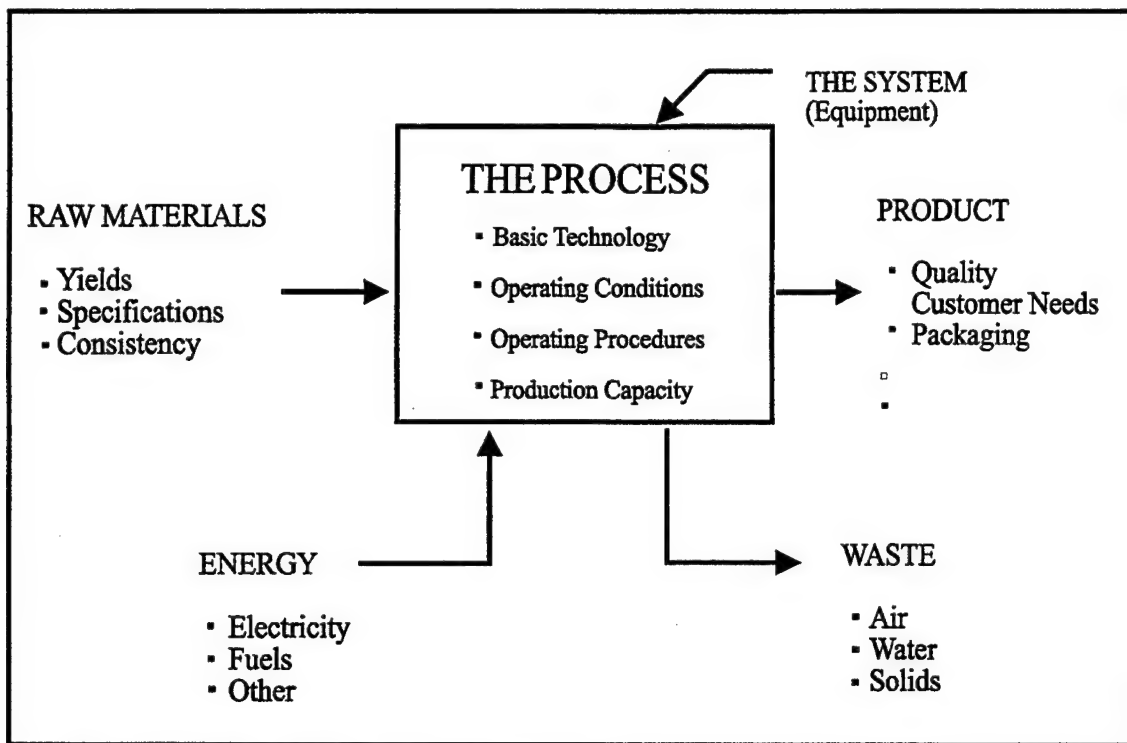 THE SYSTEM
(Equipment)
THE PROCESS
▪ Basic Technology
▪ Operating Conditions
▪ Operating Procedures
▪ Production Capacity
RAW MATERIALS
▪ Yields
▪ Specifications
▪ Consistency
PRODUCT
▪ Quality
Customer Needs
▪ Packaging
▫
▪
ENERGY
▪ Electricity
▪ Fuels
▪ Other
WASTE
▪ Air
▪ Water
▪ Solids